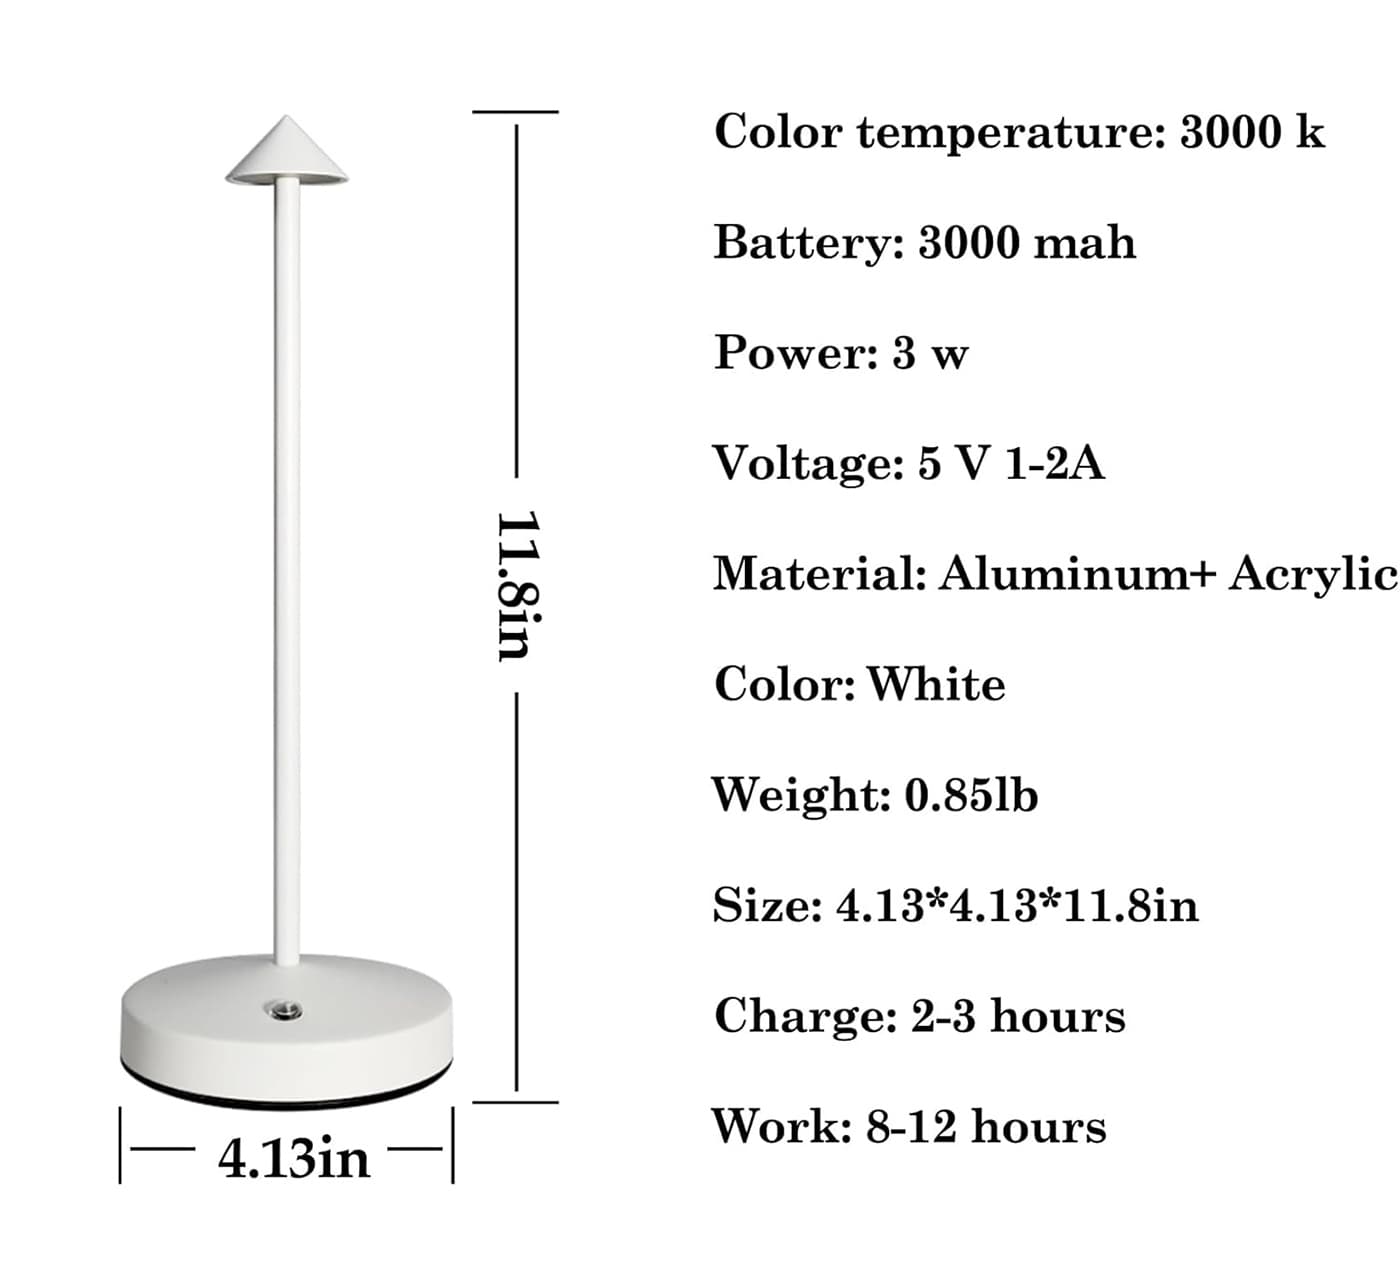 11.8in
4.13in
Color temperature: 3000 k
Battery: 3000 mah
Power: 3 w
Voltage: 5 V 1-2A
Material: Aluminum+ Acrylic
Color: White
Weight: 0.85lb
Size: 4.13*4.13*11.8in
Charge: 2-3 hours
Work: 8-12 hours